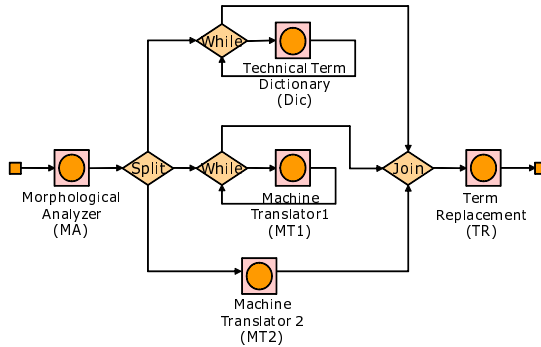 While
Technical Term
Dictionary
(Dic)
Split
While
Join
Morphological
Analyzer
(MA)
Machine
Translator1
(MT1)
Term
Replacement
(TR)
Machine
Translator 2
(MT2)